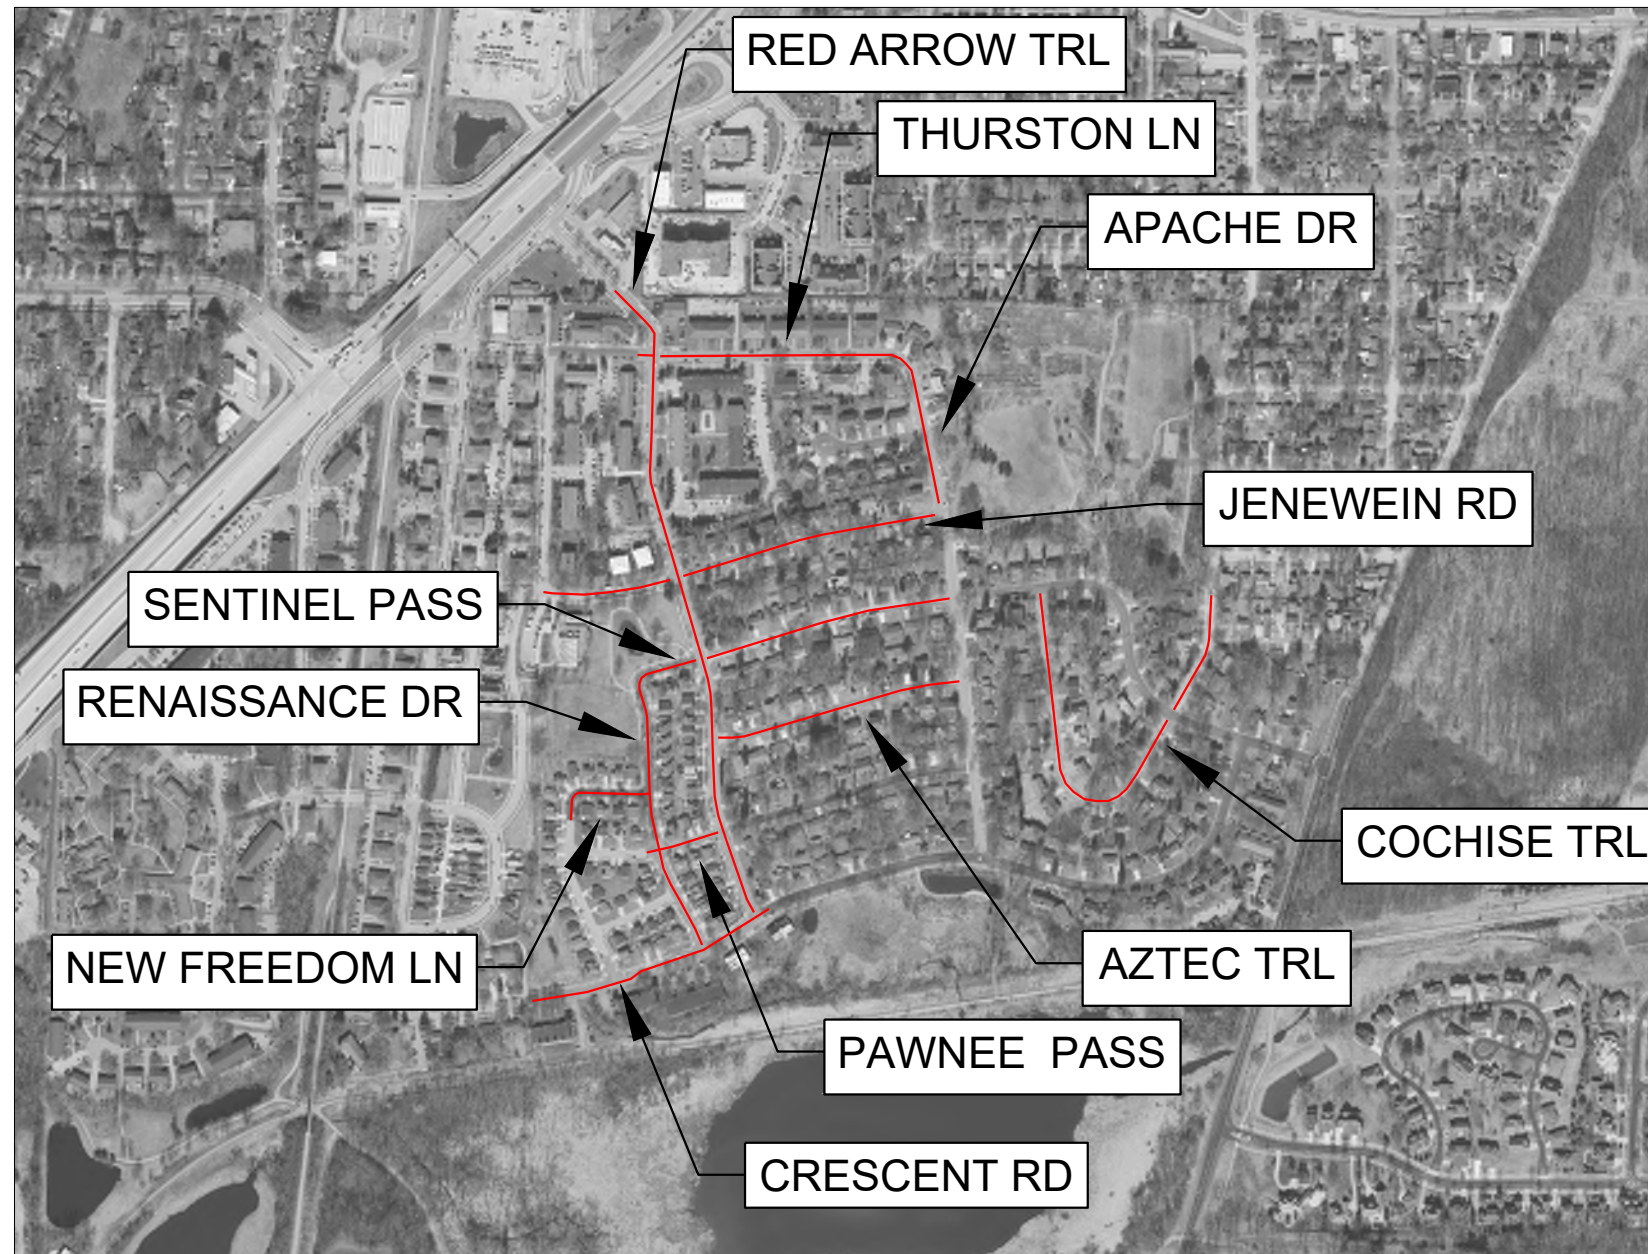 RED ARROW TRL
THURSTON LN
APACHE DR
JENEWEIN RD
SENTINEL PASS
RENAISSANCE DR
COCHISE TRL
NEW FREEDOM LN
AZTEC TRL
PAWNEE PASS
CRESCENT RD